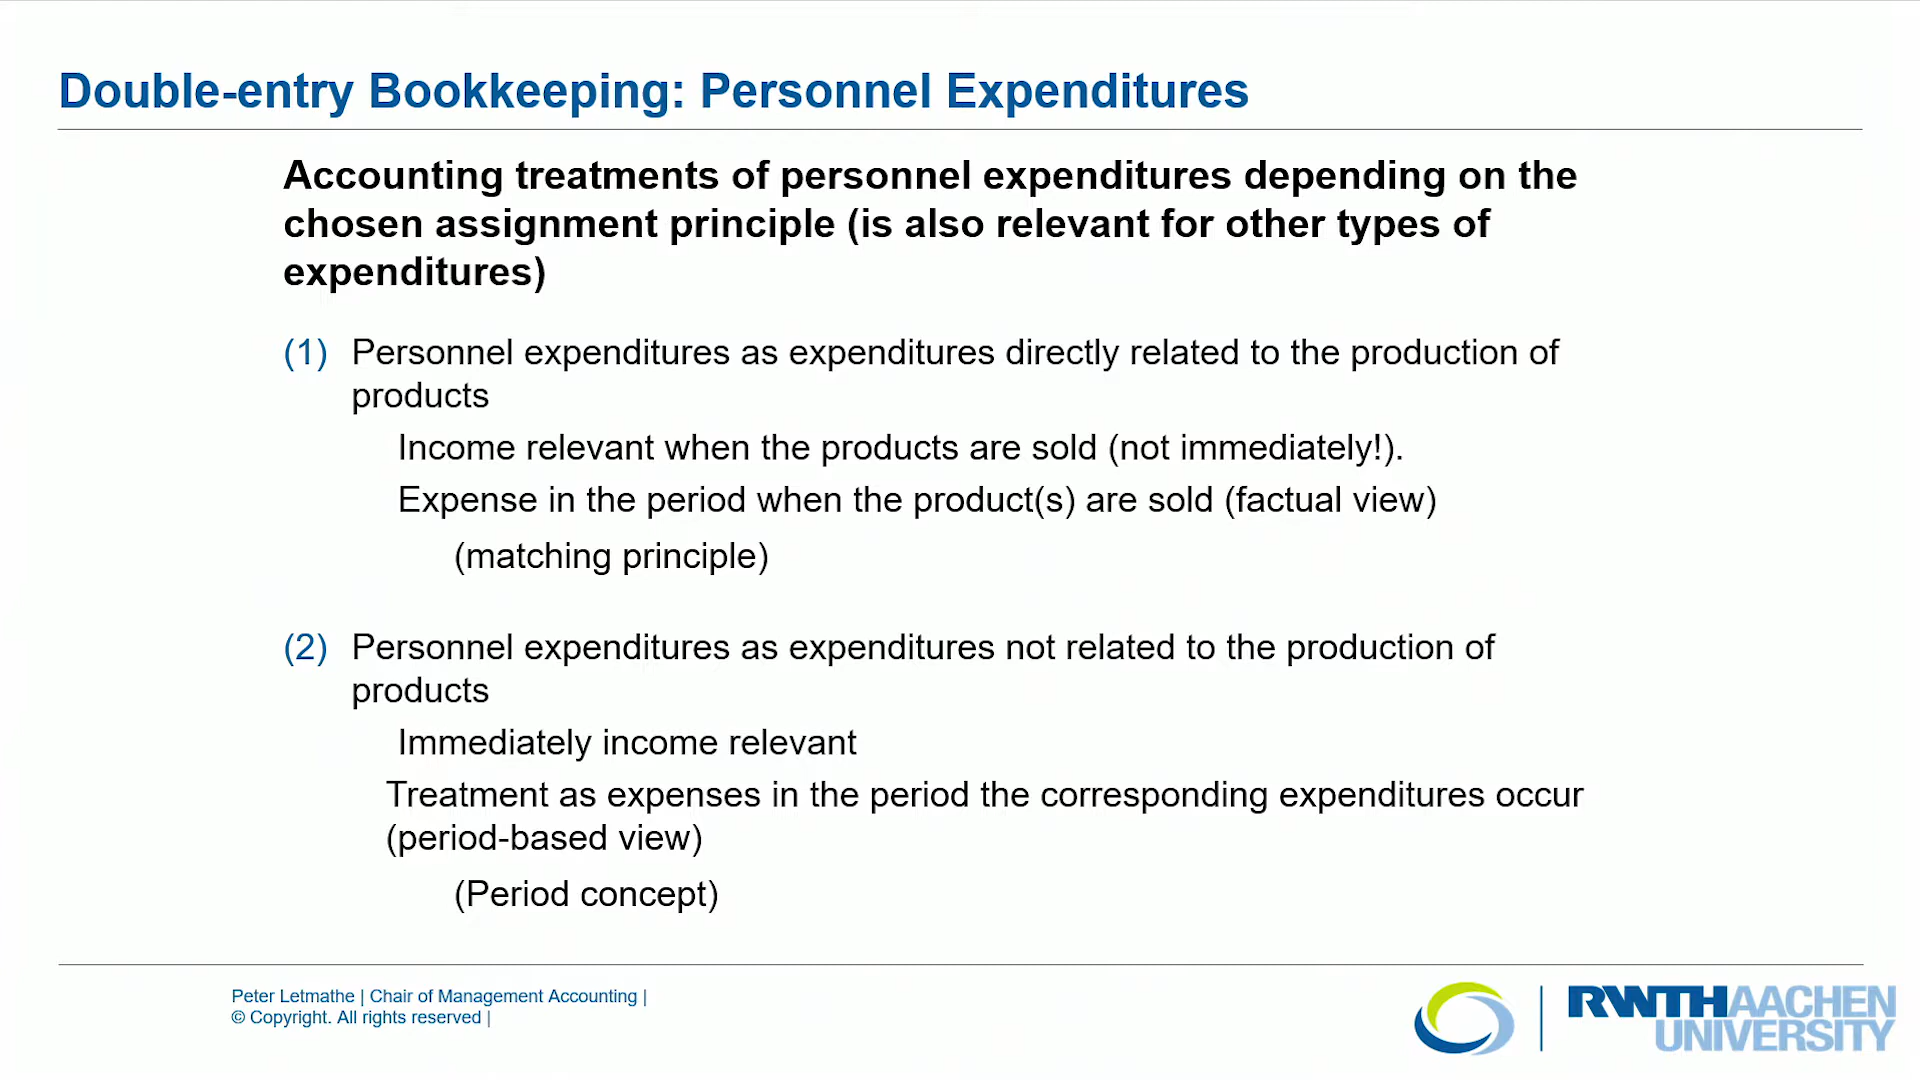 Double-entry Bookkeeping: Personnel Expenditures
Accounting treatments of personnel expenditures depending on the
chosen assignment principle (is also relevant for other types of
expenditures)
(1) Personnel expenditures as expenditures directly related to the production of
products
Income relevant when the products are sold (not immediately!).
Expense in the period when the product(s) are sold (factual view)
(matching principle)
(2) Personnel expenditures as expenditures not related to the production of
products
Immediately income relevant
Treatment as expenses in the period the corresponding expenditures occur
(period-based view)
(Period concept)
Peter Letmathe | Chair of Management Accounting |
© Copyright. All rights reserved |
RWTHAACHEN
UNIVERSITY